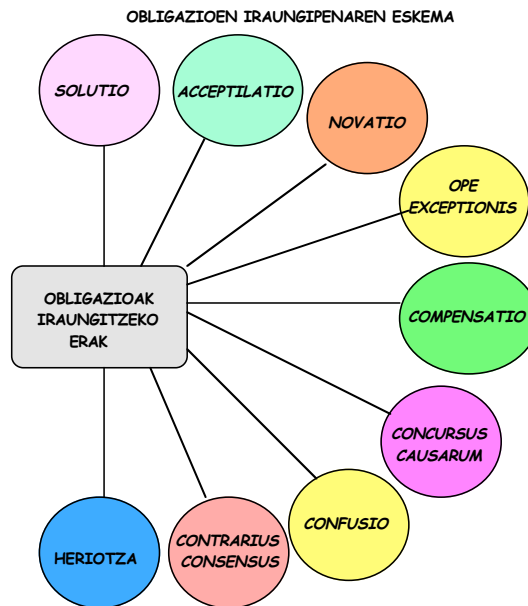 OBLIGAZIOEN IRAUNGIPENAREN ESKEMA
SOLUTIO
ACCEPTILATIO
NOVATIO
OPE
EXCEPTIONIS
OBLIGAZIOAK
IRAUNGITZEKO
ERAK
COMPENSATIO
CONCURSUS
CAUSARUM
CONFUSIO
CONTRARIUS
CONSENSUS
HERIOTZA